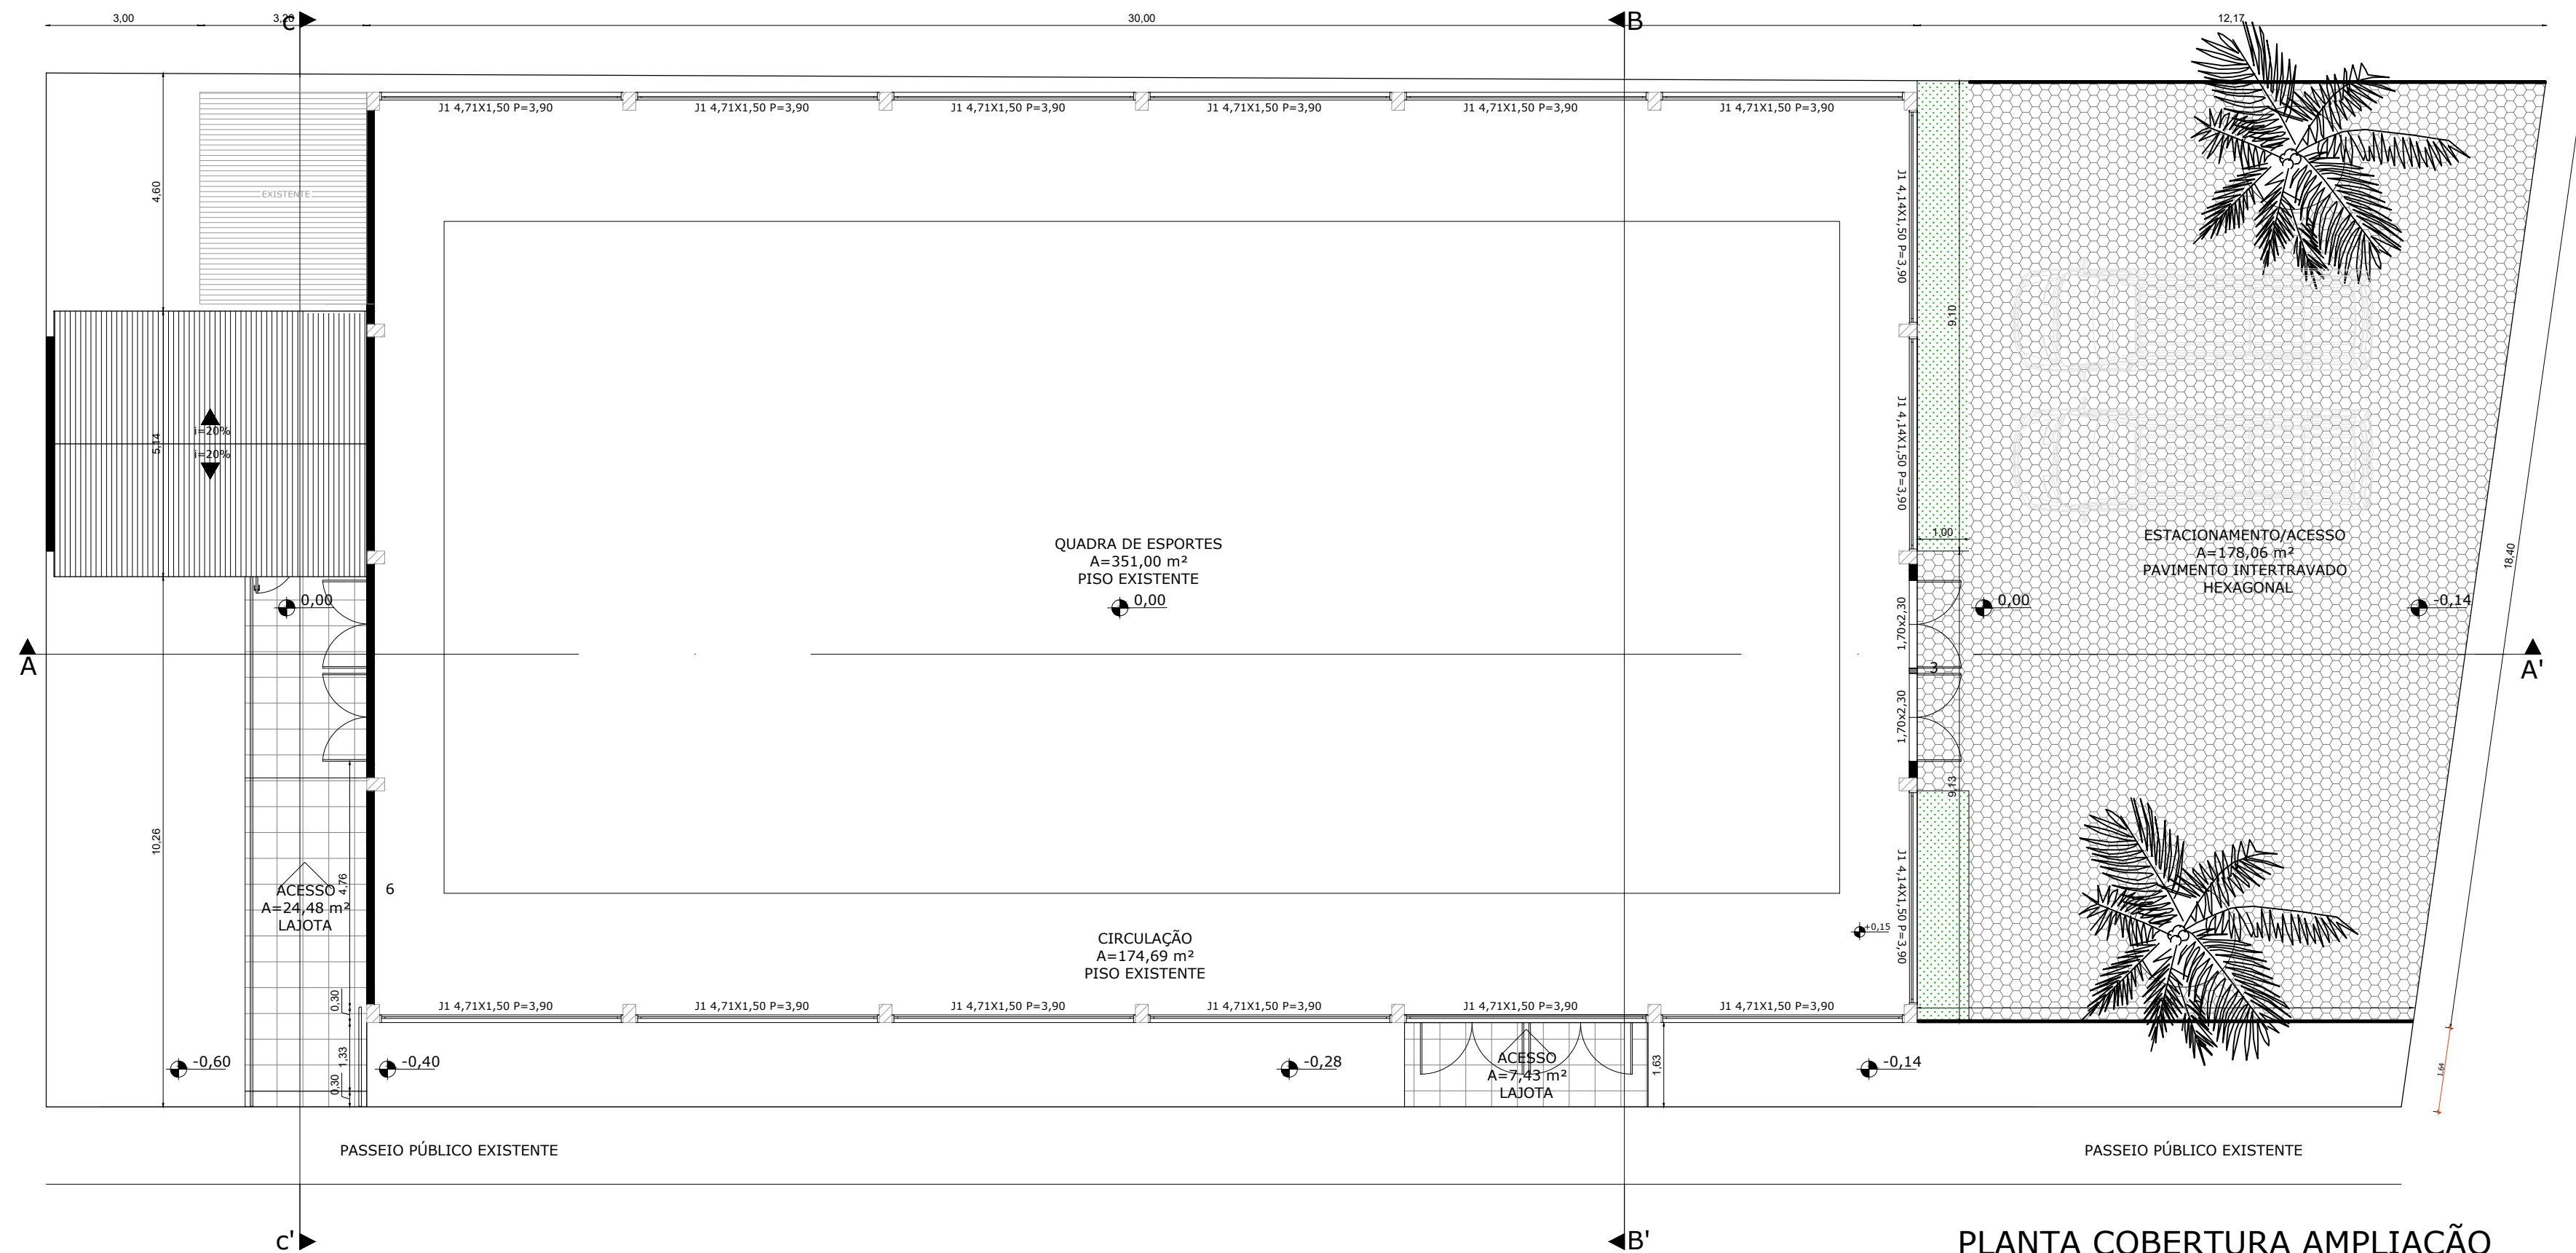 3,00
3,20
30,00
12,17
c
B
J1 4,71X1,50 P=3,90
J1 4,71X1,50 P=3,90
J1 4,71X1,50 P=3,90
J1 4,71X1,50 P=3,90
J1 4,71X1,50 P=3,90
J1 4,71X1,50 P=3,90
4,60
EXISTENTE
J1 4,14X1,50 P=3,90
9,10
5,14
i=20%
i=20%
J1 4,14X1,50 P=3,90
1,00
QUADRA DE ESPORTES
A=351,00 m²
PISO EXISTENTE
ESTACIONAMENTO/ACESSO
A=178,06 m²
PAVIMENTO INTERTRAVADO
HEXAGONAL
18,40
0,00
0,00
0,00
-0,14
1,70x2,30
A
3
A'
1,70x2,30
9,13
10,26
4,76
6
ACESSO
A=24,48 m²
LAJOTA
J1 4,14X1,50 P=3,90
+0,15
CIRCULAÇÃO
A=174,69 m²
PISO EXISTENTE
0,30
J1 4,71X1,50 P=3,90
J1 4,71X1,50 P=3,90
J1 4,71X1,50 P=3,90
J1 4,71X1,50 P=3,90
J1 4,71X1,50 P=3,90
J1 4,71X1,50 P=3,90
1,33
0,30
-0,60
-0,40
-0,28
ACESSO
A=7,43 m²
LAJOTA
1,63
-0,14
1,64
PASSEIO PÚBLICO EXISTENTE
PASSEIO PÚBLICO EXISTENTE
c'
B'
PLANTA COBERTURA AMPLIAÇÃO